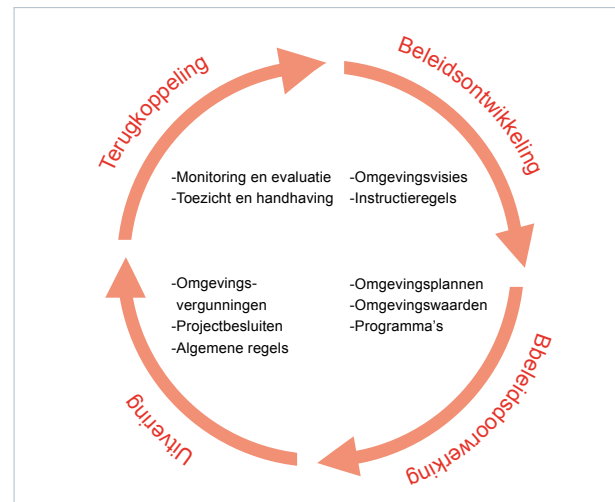 Terugkoppeling
Beleidsontwikkeling
-Monitoring en evaluatie
-Toezicht en handhaving
-Omgevingsvisies
-Instructieregels
-Omgevings-
vergunningen
-Projectbesluiten
-Algemene regels
-Omgevingsplannen
-Omgevingswaarden
-Programma's
Uitvering
Bbeleidsdoorwerking